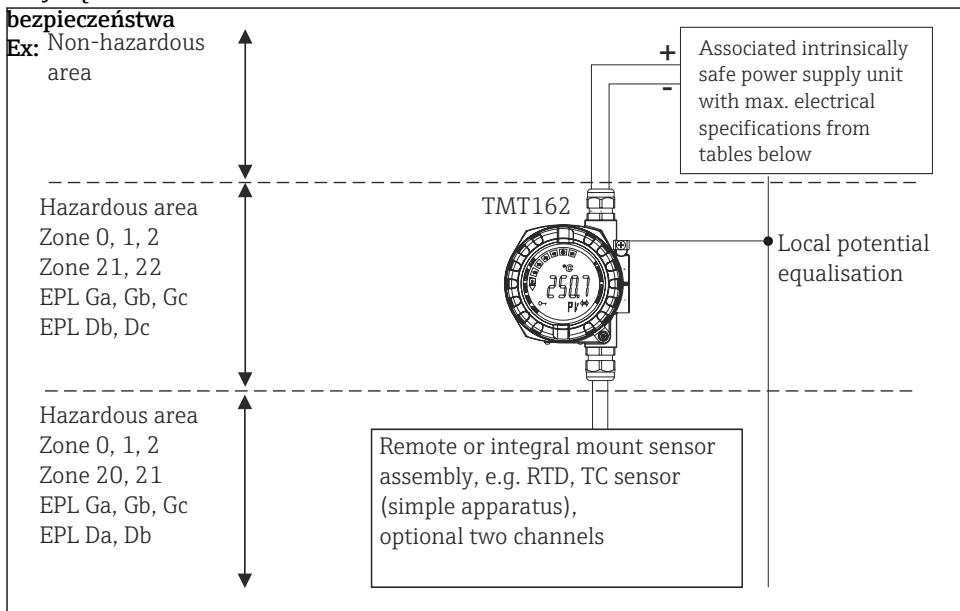 bezpieczeństwa
Ex:
Non-hazardous
area
+
-
Associated intrinsically
safe power supply unit
with max. electrical
specifications from
tables below
Hazardous area
Zone 0, 1, 2
Zone 21, 22
EPL Ga, Gb, Gc
EPL Db, Dc
TMT162
°C
250.1
P1
Local potential
equalisation
Hazardous area
Zone 0, 1, 2
Zone 20, 21
EPL Ga, Gb, Gc
EPL Da, Db
Remote or integral mount sensor
assembly, e.g. RTD, TC sensor
(simple apparatus),
optional two channels